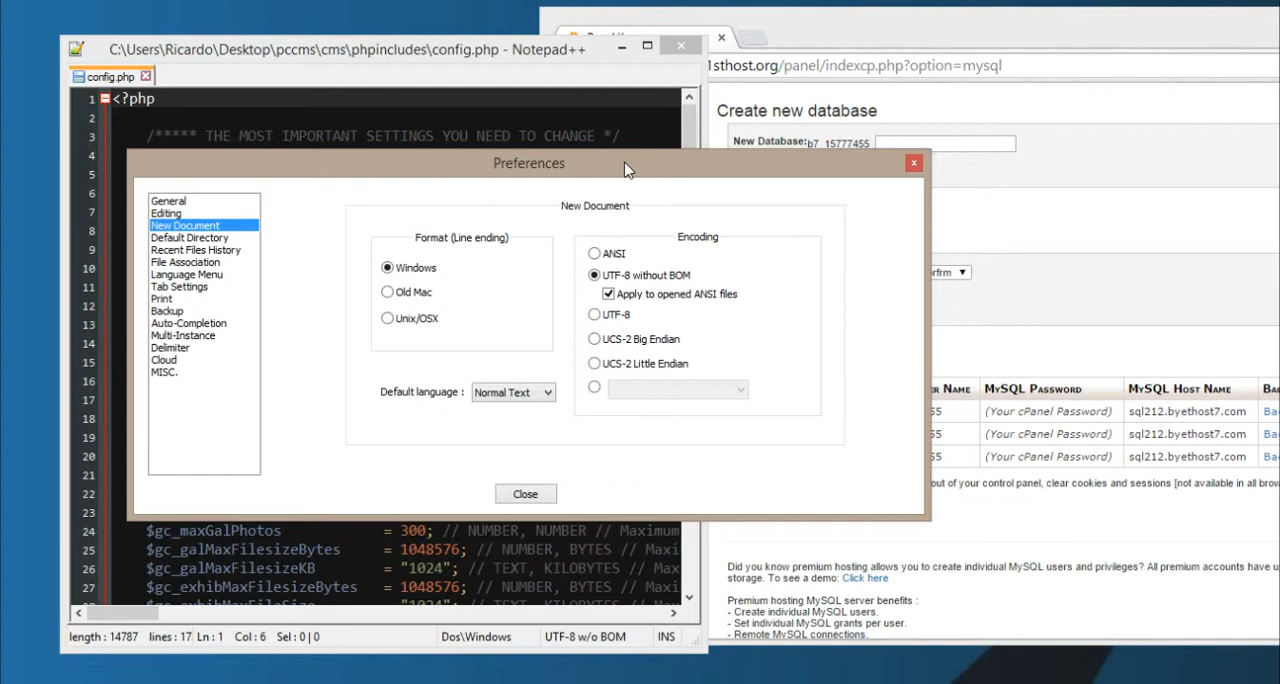 C:\Users\Ricardo\Desktop\pccms\cms\phpincludes\config.php - Notepad++
config.php
1 <?php
2
3 /***** THE MOST IMPORTANT SETTINGS YOU NEED TO CHANGE */
4
5
6
7
8
9
10
11
12
13
14
15
16
17
18
19
20
21
22
23
24 $gc_maxGalPhotos = 300; // NUMBER, NUMBER // Maximum
25 $gc_galMaxFilesizeBytes = 1048576; // NUMBER, BYTES // Maxi
26 $gc_galMaxFilesizeKB = "1024"; // TEXT, KILOBYTES // Maxi
27 $gc_exhibMaxFilesizeBytes = 1048576; // NUMBER, BYTES // Maxi
length : 14787 lines : 17 Ln : 1 Col : 6 Sel : 0 | 0 Dos\Windows UTF-8 w/o BOM INS
Preferences
General
Editing
New Document
Default Directory
Recent Files History
File Association
Language Menu
Tab Settings
Print
Backup
Auto-Completion
Multi-Instance
Delimiter
Cloud
MISC.
New Document
Format (Line ending)
Windows
Old Mac
Unix/OSX
Default language : Normal Text
Encoding
ANSI
UTF-8 without BOM
Apply to opened ANSI files
UTF-8
UCS-2 Big Endian
UCS-2 Little Endian
Close
1sthost.org/panel/indexcp.php?option=mysql
Create new database
New Database: b7_15777455
orfrm
R NAME MYSQL PASSWORD MYSQL HOST NAME BA
55 (Your cPanel Password) sql212.byethost7.com Ba
55 (Your cPanel Password) sql212.byethost7.com Ba
55 (Your cPanel Password) sql212.byethost7.com Ba
out of your control panel, clear cookies and sessions [not available in all brow
Did you know premium hosting allows you to create individual MySQL users and privileges? All premium accounts have u
storage. To see a demo: Click here
Premium hosting MySQL server benefits :
- Create individual MySQL users.
- Set individual MySQL grants per user.
- Remote MySQL connections.